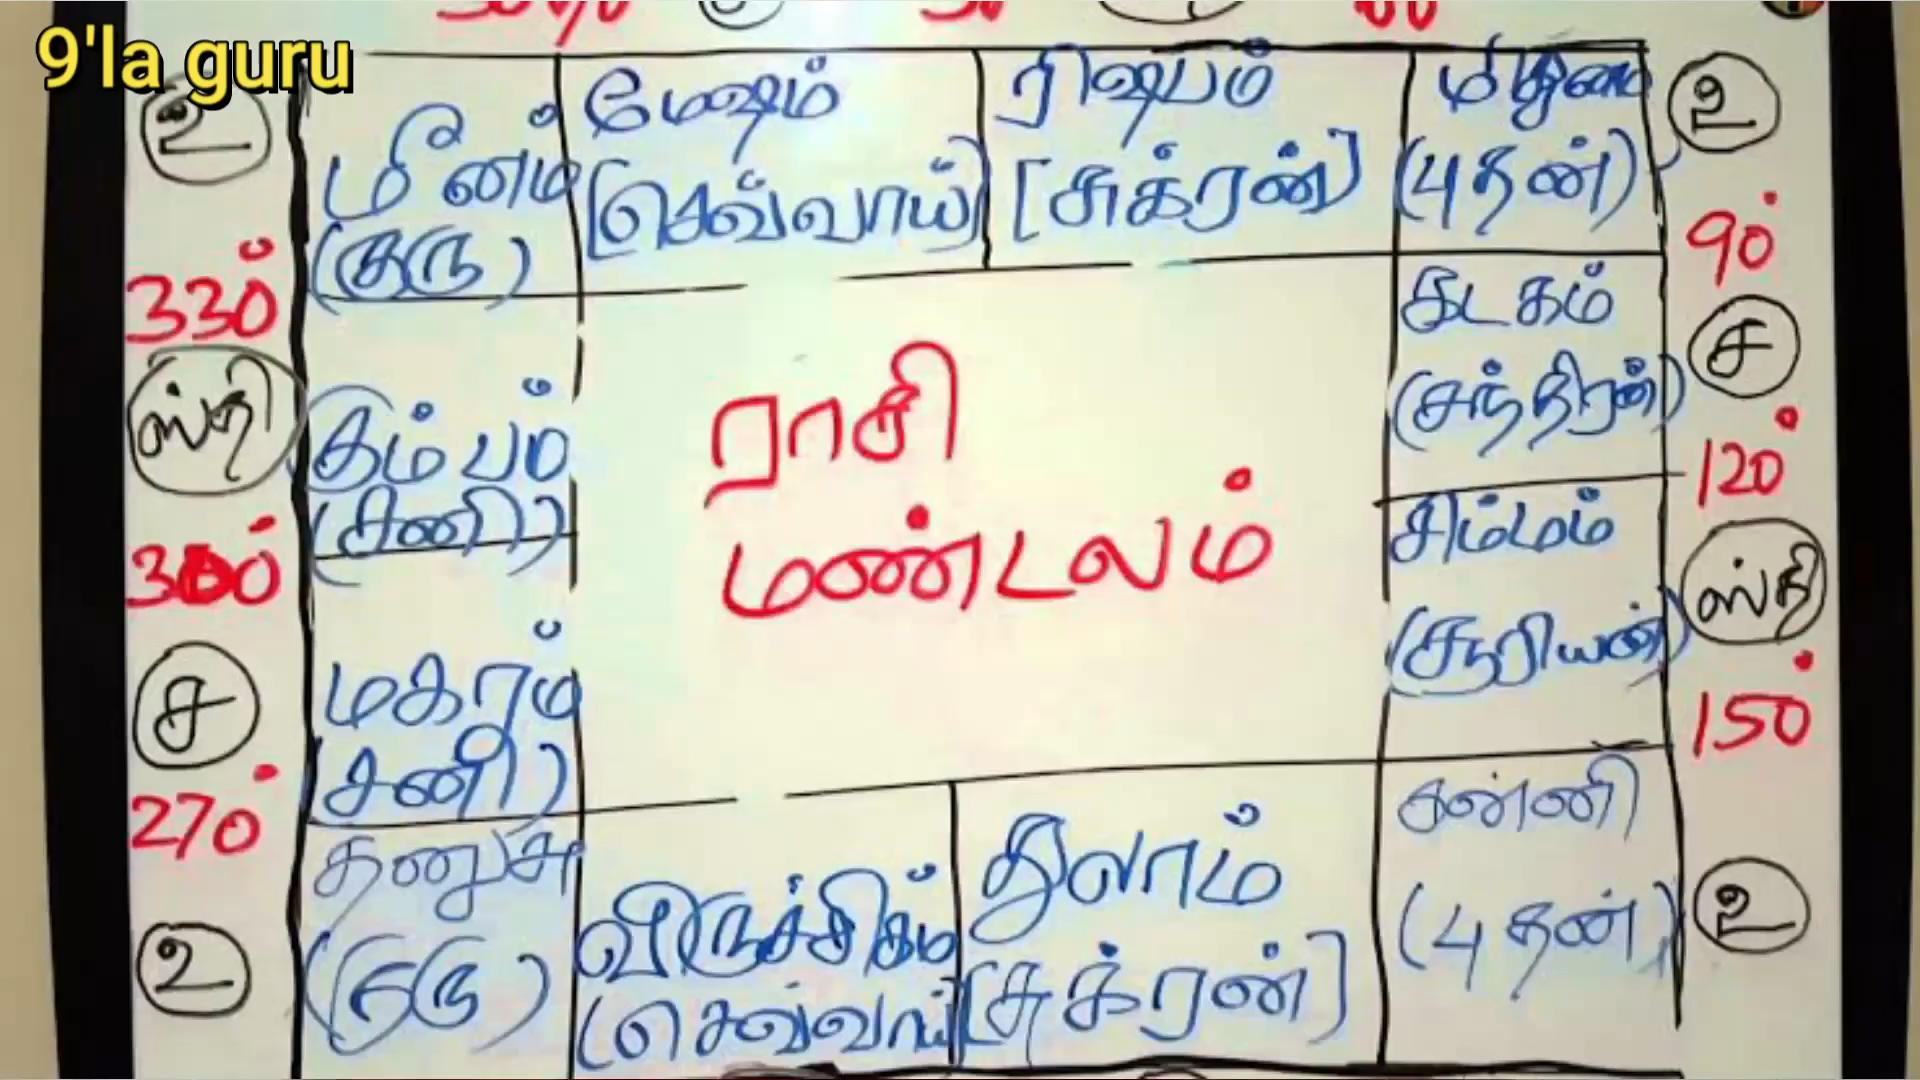 9'la guru
உ
மீனம்
(குரு)
மேஷம்
[செவ்வாய்]
ரிஷபம்
[சுக்ரன்]
மிதுனம்
(புதன்)
உ
90°
330°
ஸ்தி
கும்பம்
(சனி)
ராசி
மண்டலம்
கடகம்
(சந்திரன்)
ச
120°
300°
சிம்மம்
(சூரியன்)
ஸ்தி
150°
ச
மகரம்
(சனி)
270°
உ
தனுசு
(குரு)
விருச்சிகம்
(செவ்வாய்)
துலாம்
[சுக்ரன்]
கன்னி
(புதன்)
உ